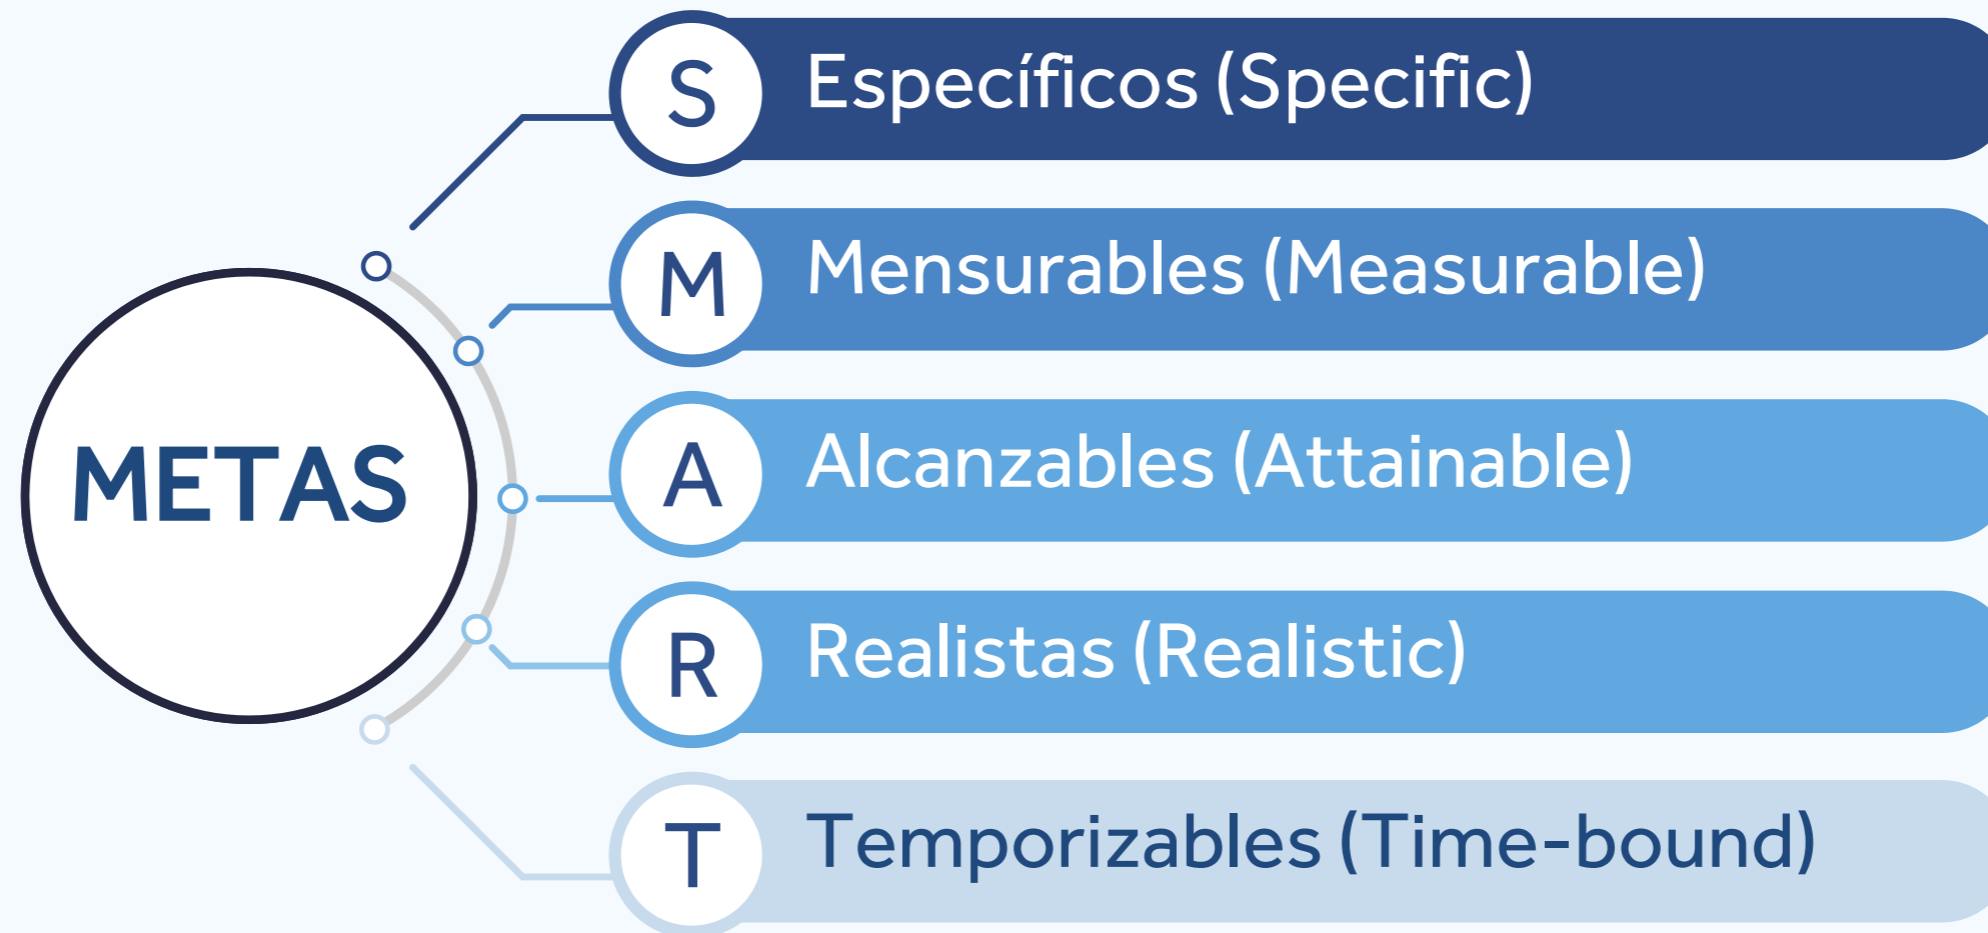 METAS
S
Específicos (Specific)
M
Mensurables (Measurable)
A
Alcanzables (Attainable)
R
Realistas (Realistic)
T
Temporizables (Time-bound)